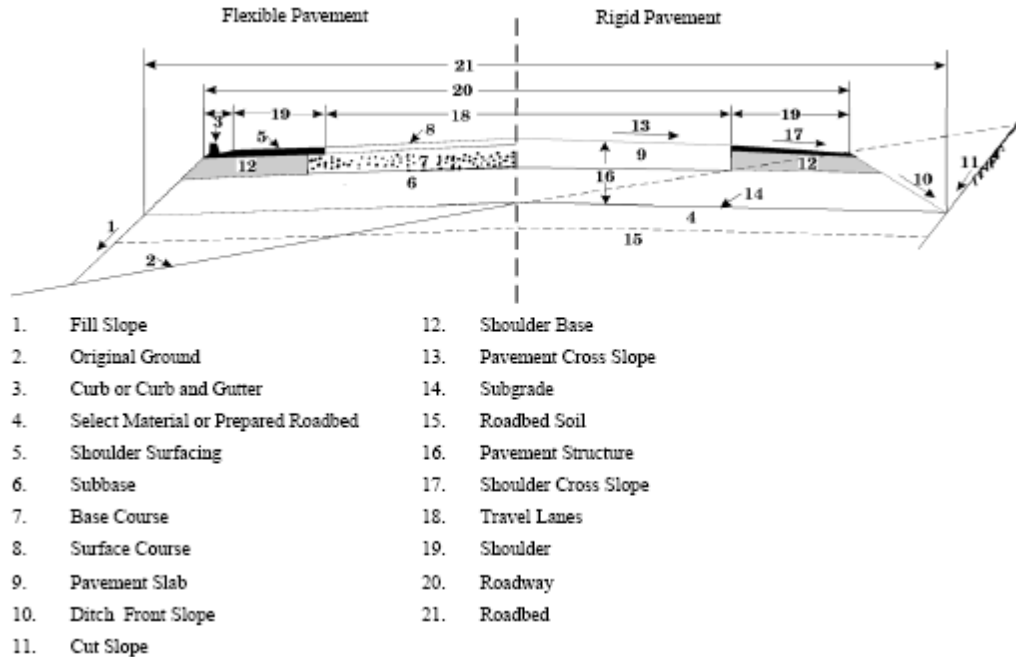 Flexible Pavement Rigid Pavement
21
20
3 19 18 19
5 8 13 17
12 7 9 12
6 16 10 11
14
1 4
2 15
1. Fill Slope
2. Original Ground
3. Curb or Curb and Gutter
4. Select Material or Prepared Roadbed
5. Shoulder Surfacing
6. Subbase
7. Base Course
8. Surface Course
9. Pavement Slab
10. Ditch Front Slope
11. Cut Slope
12. Shoulder Base
13. Pavement Cross Slope
14. Subgrade
15. Roadbed Soil
16. Pavement Structure
17. Shoulder Cross Slope
18. Travel Lanes
19. Shoulder
20. Roadway
21. Roadbed